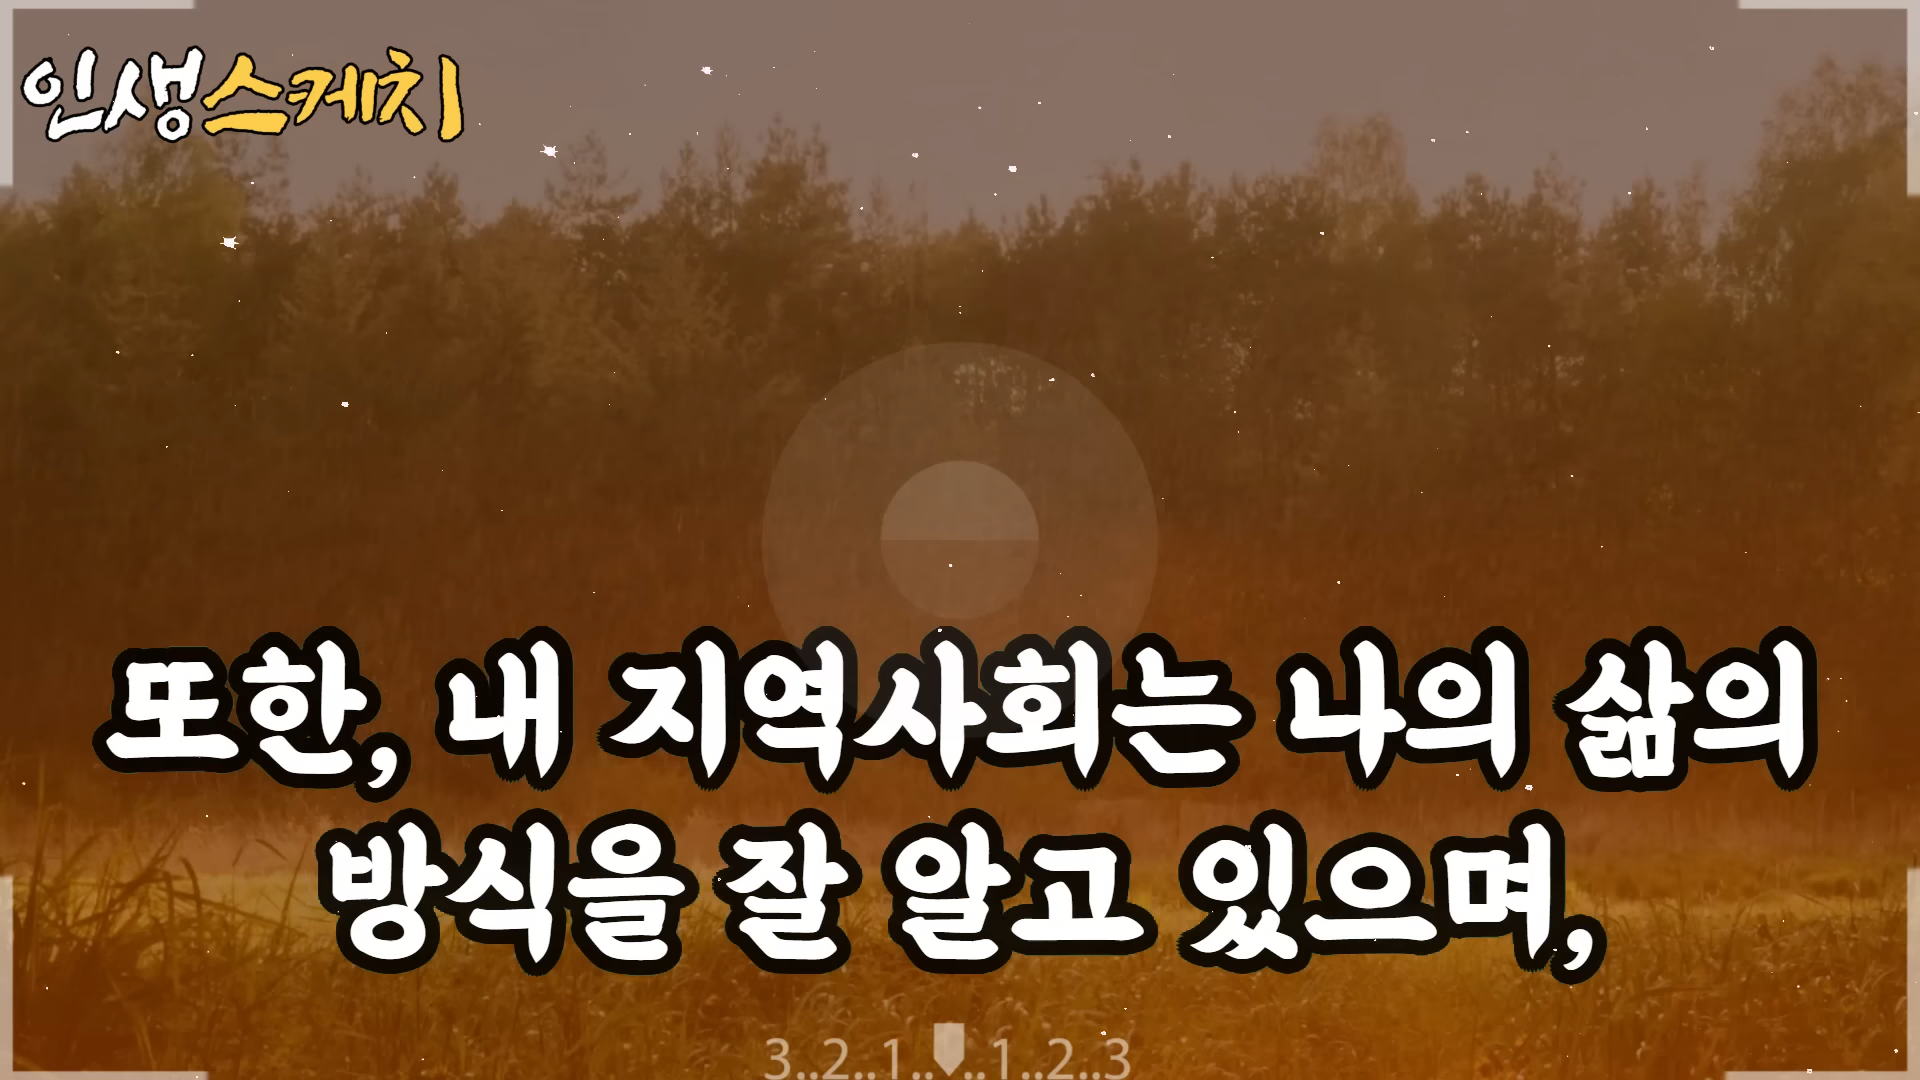 인생스케치
또한, 내 지역사회는 나의 삶의
방식을 잘 알고 있으며,
3..2..1.. ..1..2..3